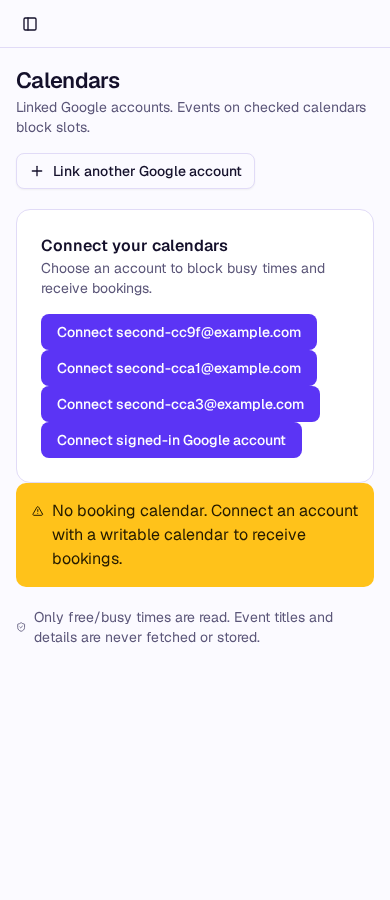 Calendars
Linked Google accounts. Events on checked calendars
block slots.
Link another Google account
Connect your calendars
Choose an account to block busy times and
receive bookings.
Connect second-cc9f@example.com
Connect second-cca1@example.com
Connect second-cca3@example.com
Connect signed-in Google account
No booking calendar. Connect an account
with a writable calendar to receive
bookings.
Only free/busy times are read. Event titles and
details are never fetched or stored.